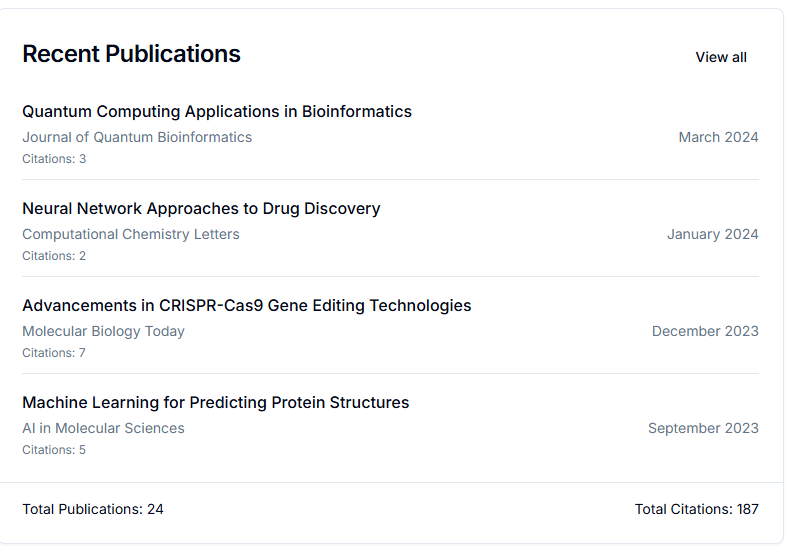 Recent Publications
View all
Quantum Computing Applications in Bioinformatics
Journal of Quantum Bioinformatics
March 2024
Citations: 3
Neural Network Approaches to Drug Discovery
Computational Chemistry Letters
January 2024
Citations: 2
Advancements in CRISPR-Cas9 Gene Editing Technologies
Molecular Biology Today
December 2023
Citations: 7
Machine Learning for Predicting Protein Structures
AI in Molecular Sciences
September 2023
Citations: 5
Total Publications: 24
Total Citations: 187